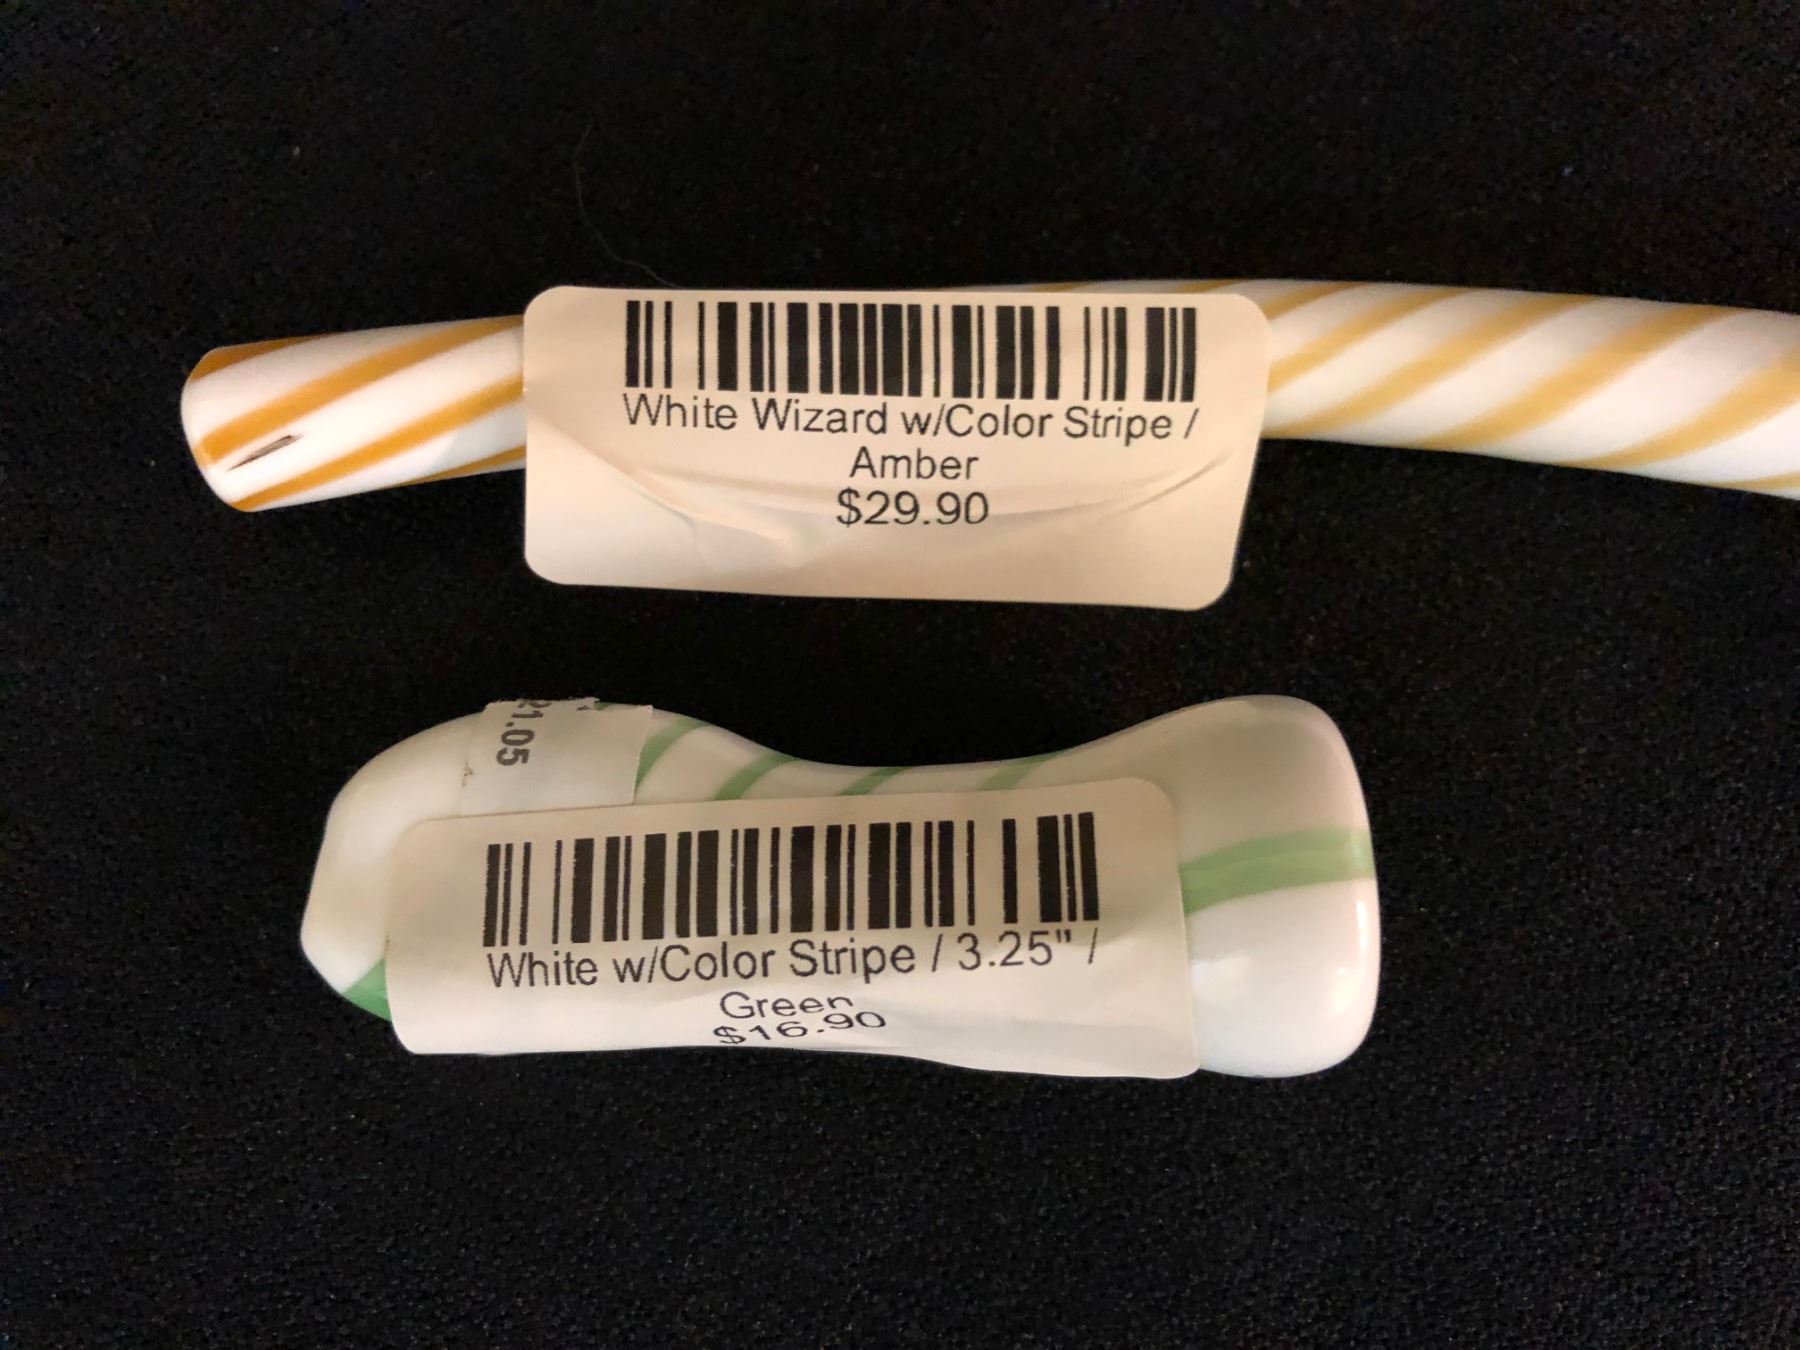 White Wizard w/Color Stripe /
Amber
$29.90
21.05
White w/Color Stripe / 3.25" /
Green
$16.90